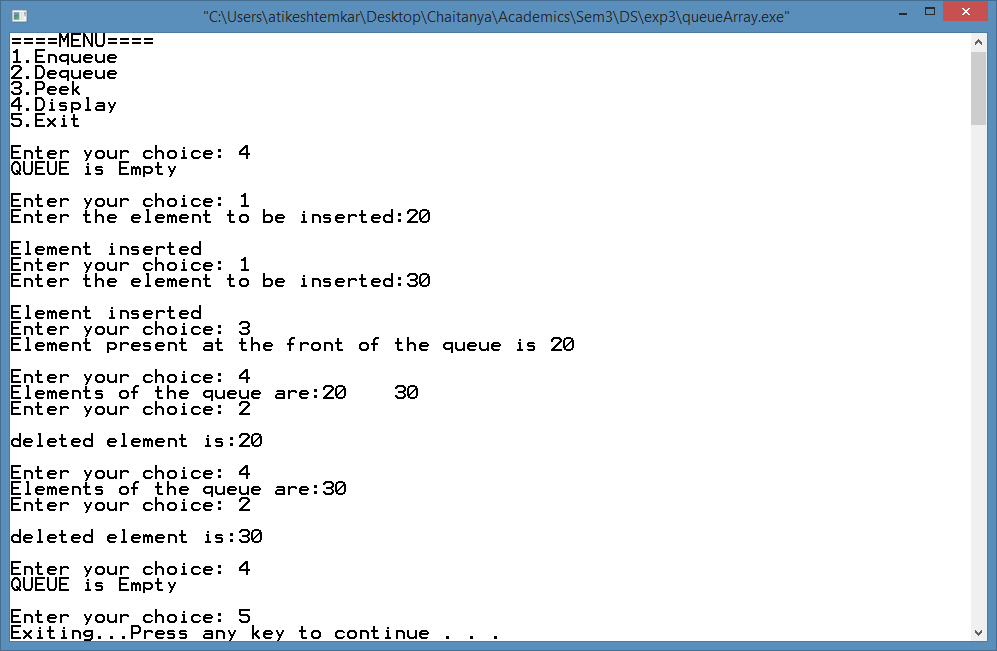 "C:\Users\atikeshtemkar\Desktop\Chaitanya\Academics\Sem3\DS\exp3\queueArray.exe"
====MENU====
1.Enqueue
2.Dequeue
3.Peek
4.Display
5.Exit
Enter your choice: 4
QUEUE is Empty
Enter your choice: 1
Enter the element to be inserted:20
Element inserted
Enter your choice: 1
Enter the element to be inserted:30
Element inserted
Enter your choice: 3
Element present at the front of the queue is 20
Enter your choice: 4
Elements of the queue are:20    30
Enter your choice: 2
deleted element is:20
Enter your choice: 4
Elements of the queue are:30
Enter your choice: 2
deleted element is:30
Enter your choice: 4
QUEUE is Empty
Enter your choice: 5
Exiting...Press any key to continue . . .